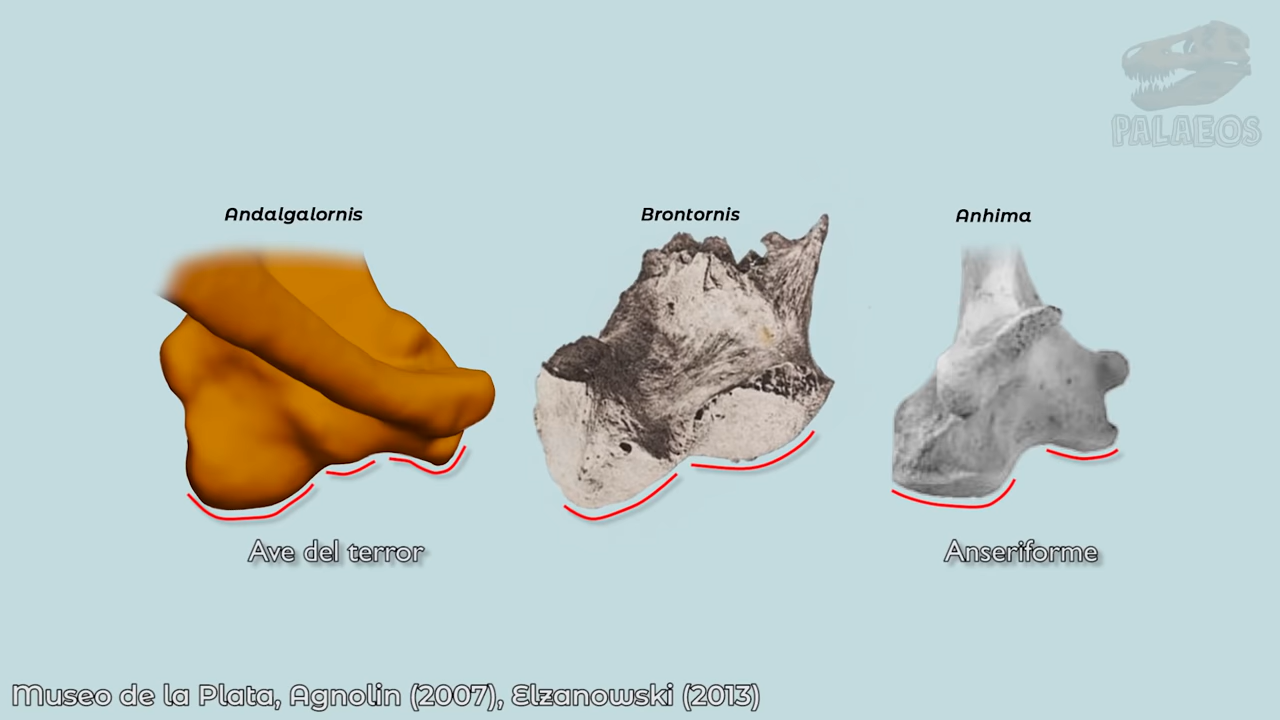 PALAEOS
Andalgalornis
Brontornis
Anhima
Ave del terror
Anseriforme
Museo de la Plata, Agnolin (2007), Elzanowski (2013)